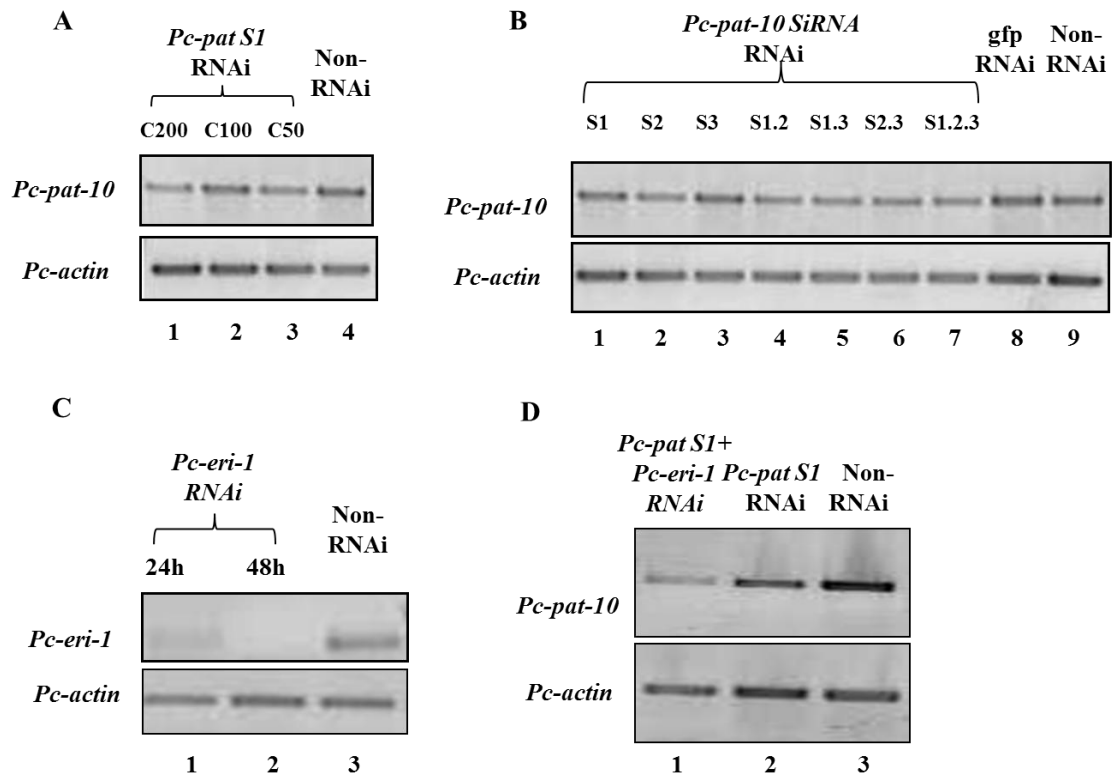 A
Pc-pat S1
RNAi
Non-
RNAi
C200 C100 C50
Pc-pat-10
Pc-actin
1 2 3 4
B
Pc-pat-10 SiRNA
RNAi
gfp
RNAi
Non-
RNAi
S1 S2 S3 S1.2 S1.3 S2.3 S1.2.3
Pc-pat-10
Pc-actin
1 2 3 4 5 6 7 8 9
C
Pc-eri-1
RNAi
Non-
RNAi
24h 48h
Pc-eri-1
Pc-actin
1 2 3
D
Pc-pat S1+
Pc-eri-1
RNAi
Pc-pat S1
RNAi
Non-
RNAi
Pc-pat-10
Pc-actin
1 2 3